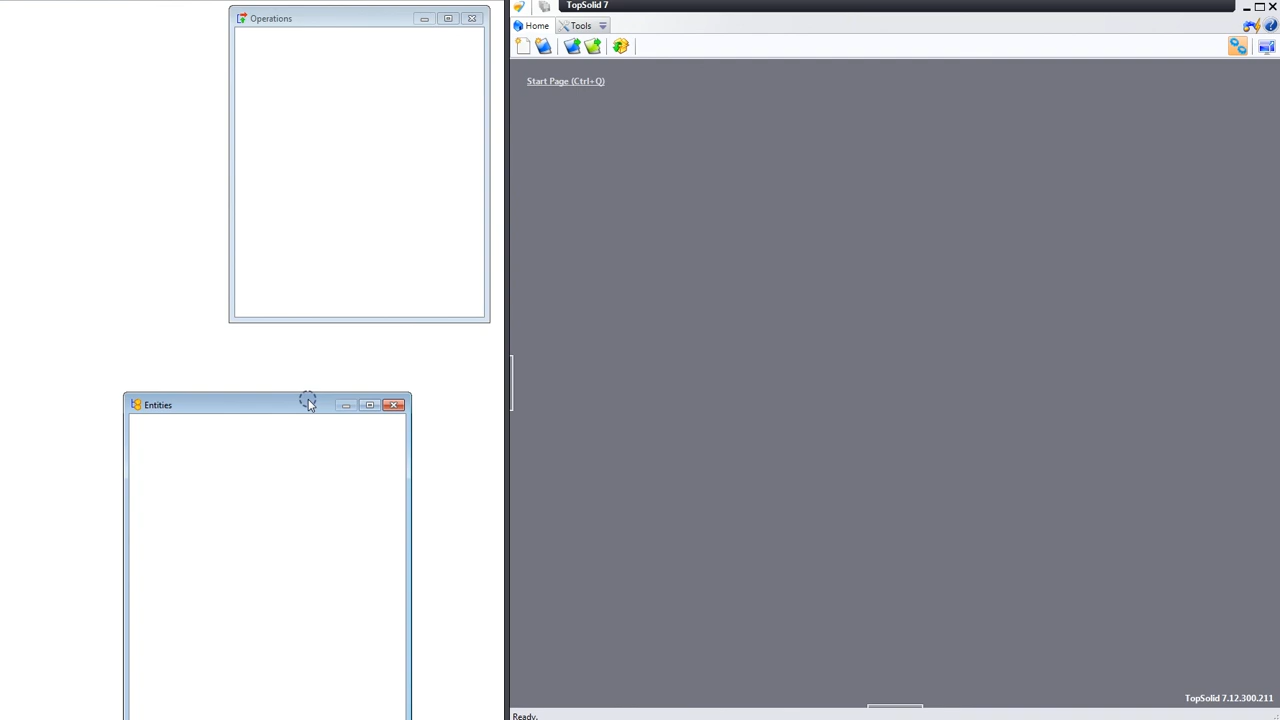 Operations
TopSolid 7
Home
Tools
Start Page (Ctrl+Q)
Entities
TopSolid 7.12.300.211
Ready.